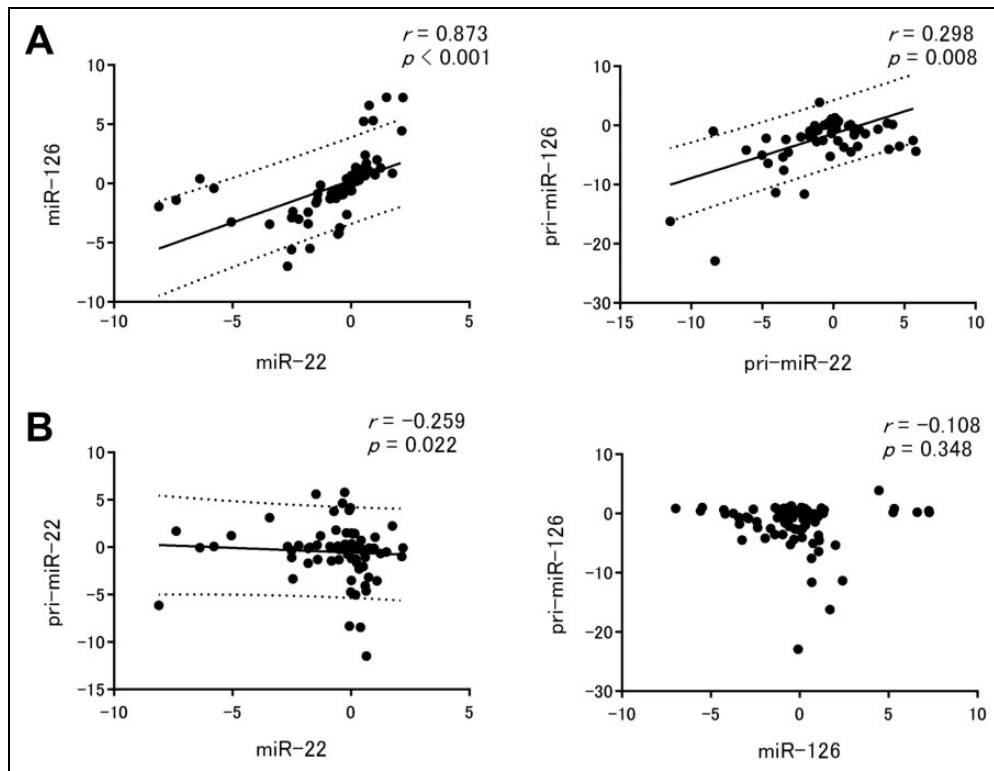 A
r = 0.873
p < 0.001
10
5
0
−5
−10
miR−126
−10
−5
0
5
miR−22
r = 0.298
p = 0.008
10
0
−10
−20
−30
pri−miR−126
−15
−10
−5
0
5
10
pri−miR−22
B
r = −0.259
p = 0.022
10
5
0
−5
−10
−15
pri−miR−22
−10
−5
0
5
miR−22
r = −0.108
p = 0.348
10
0
−10
−20
−30
pri−miR−126
−10
−5
0
5
10
miR−126